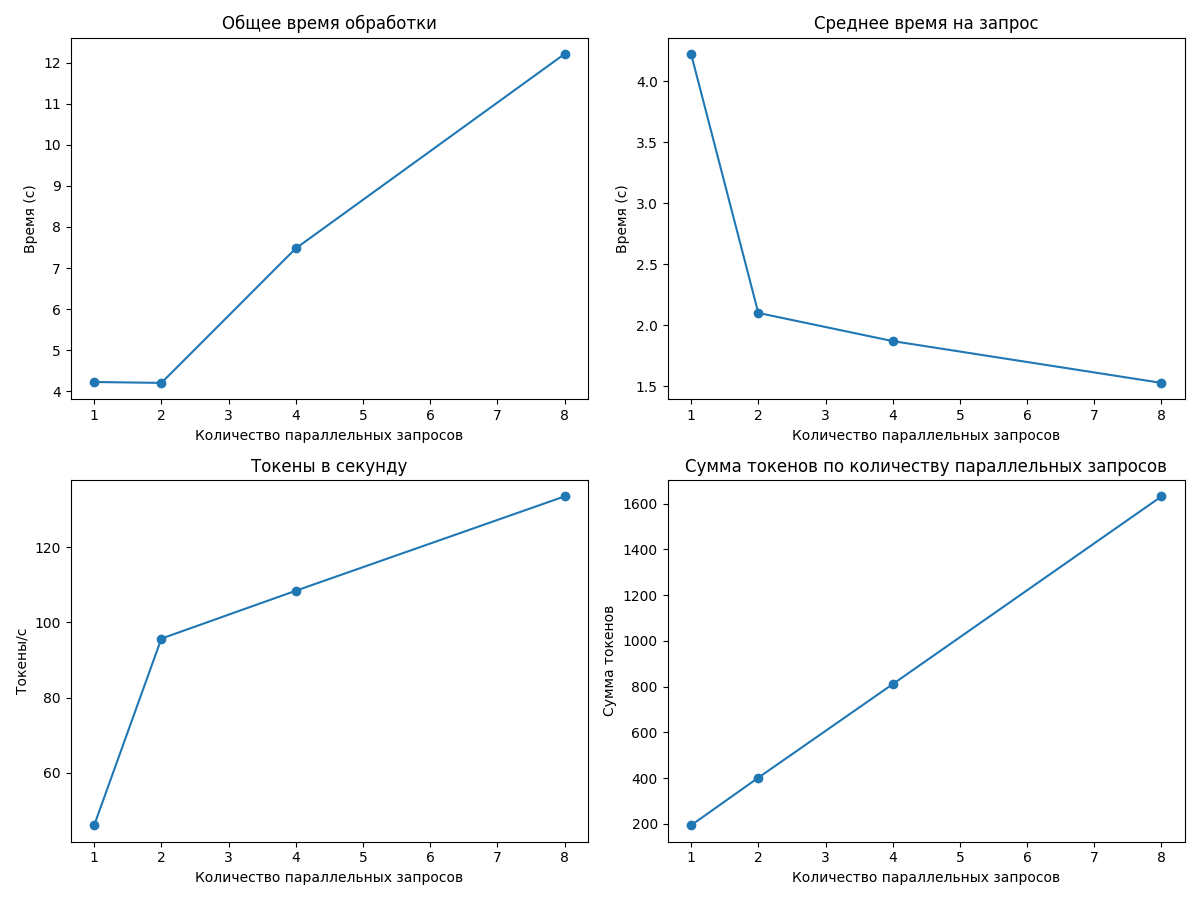 Общее время обработки
Время (с)
12
11
10
9
8
7
6
5
4
1 2 3 4 5 6 7 8
Количество параллельных запросов
Среднее время на запрос
Время (с)
4.0
3.5
3.0
2.5
2.0
1.5
1 2 3 4 5 6 7 8
Количество параллельных запросов
Токены в секунду
Токены/с
120
100
80
60
1 2 3 4 5 6 7 8
Количество параллельных запросов
Сумма токенов по количеству параллельных запросов
Сумма токенов
1600
1400
1200
1000
800
600
400
200
1 2 3 4 5 6 7 8
Количество параллельных запросов